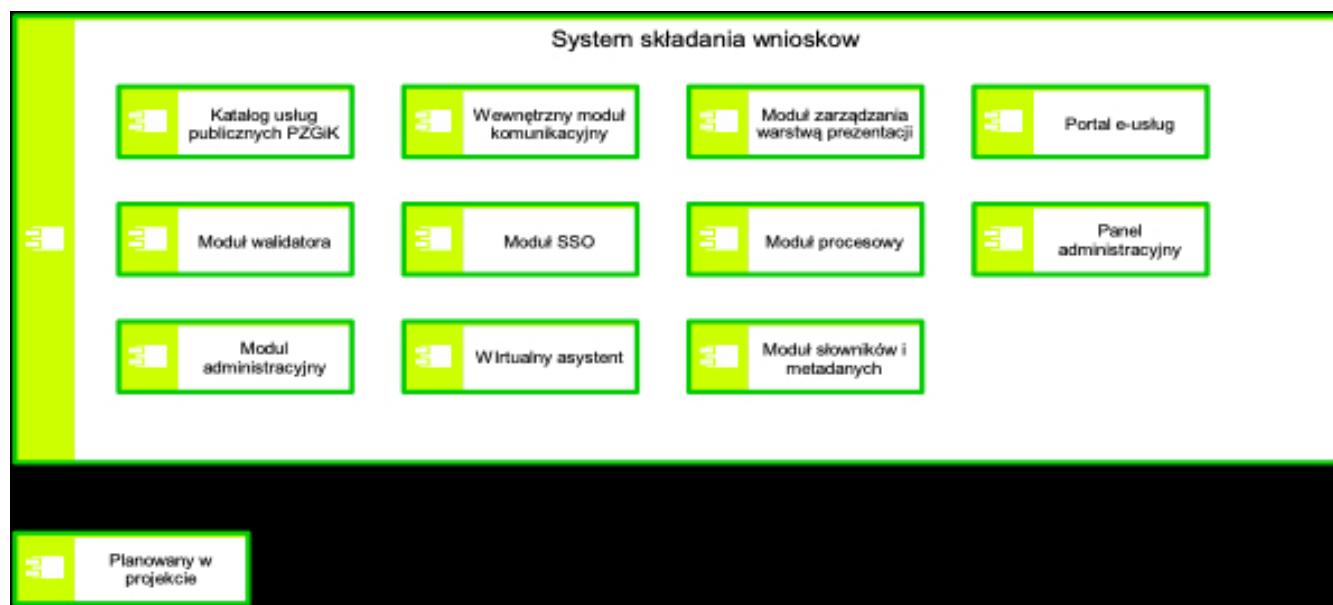 System składania wnioskow
Katalog usług
publicznych PZGiK
Wewnętrzny moduł
komunikacyjny
Moduł zarządzania
warstwą prezentacji
Portal e-usług
Moduł walidatora
Moduł SSO
Moduł procesowy
Panel
administracyjny
Modul
administracyjny
WIrtualny asystent
Moduł słowników i
metadanych
Planowany w
projekcie